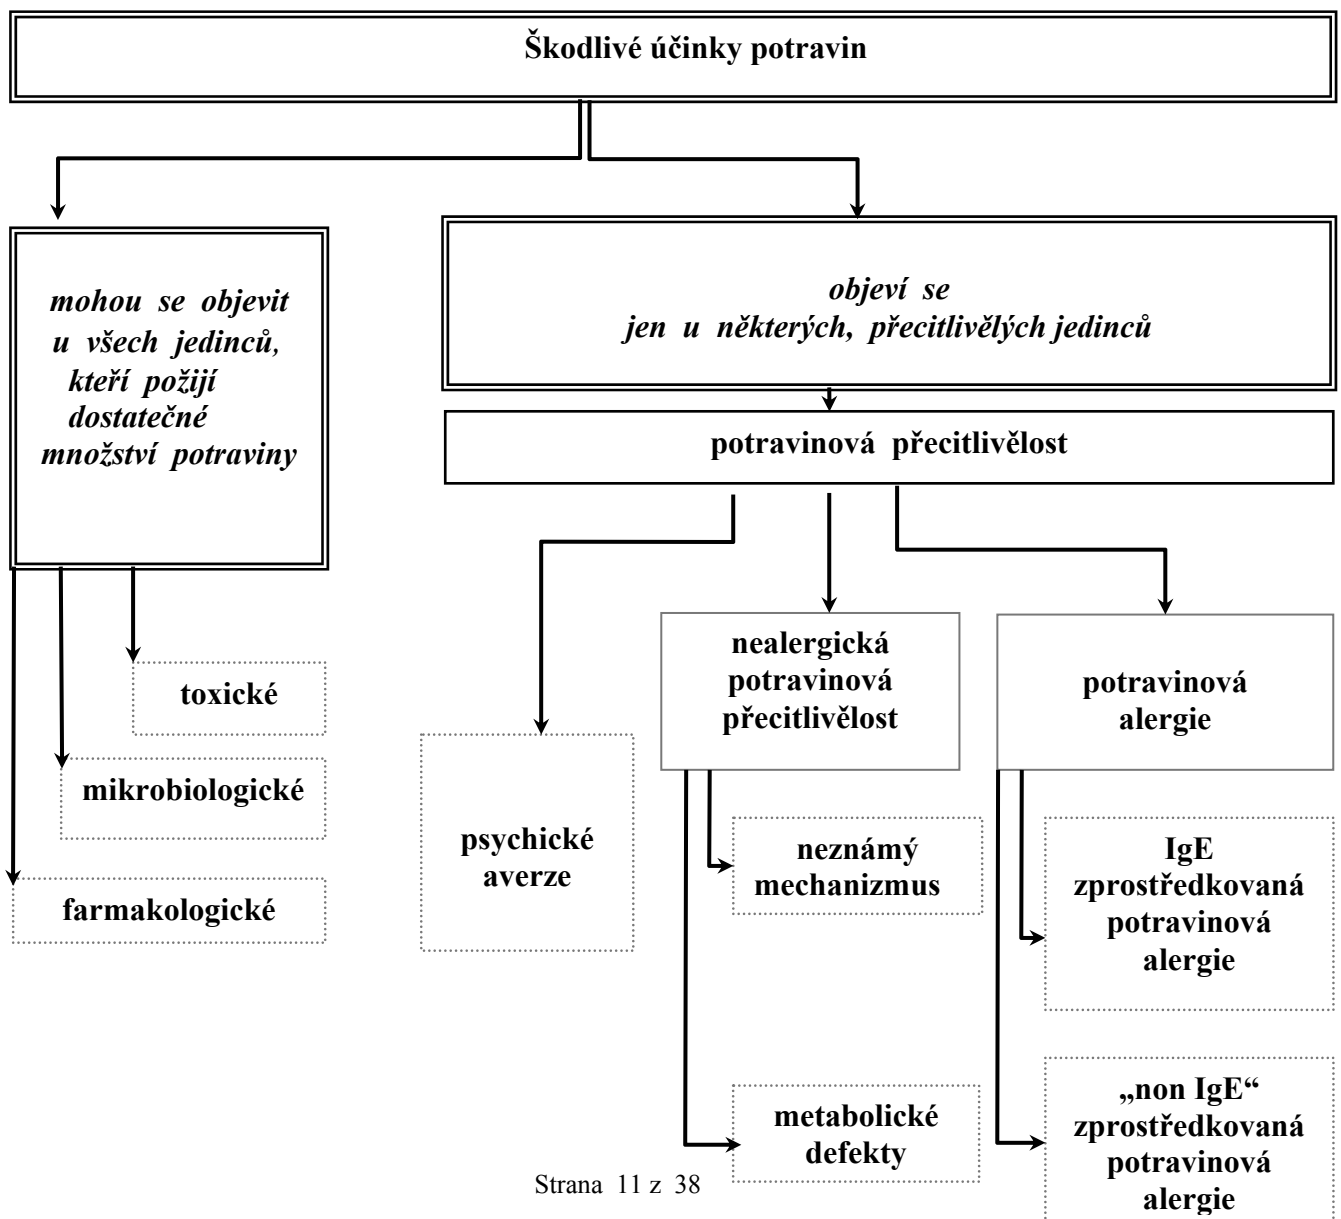 Škodlivé účinky potravin
mohou se objevit
u všech jedinců,
kteří požijí
dostatečné
množství potraviny
objeví se
jen u některých, přecitlivělých jedinců
potravinová přecitlivělost
toxické
mikrobiologické
farmakologické
psychické
averze
nealergická
potravinová
přecitlivělost
neznámý
mechanizmus
metabolické
defekty
potravinová
alergie
IgE
zprostředkovaná
potravinová
alergie
„non IgE“
zprostředkovaná
potravinová
alergie
Strana 11 z 38